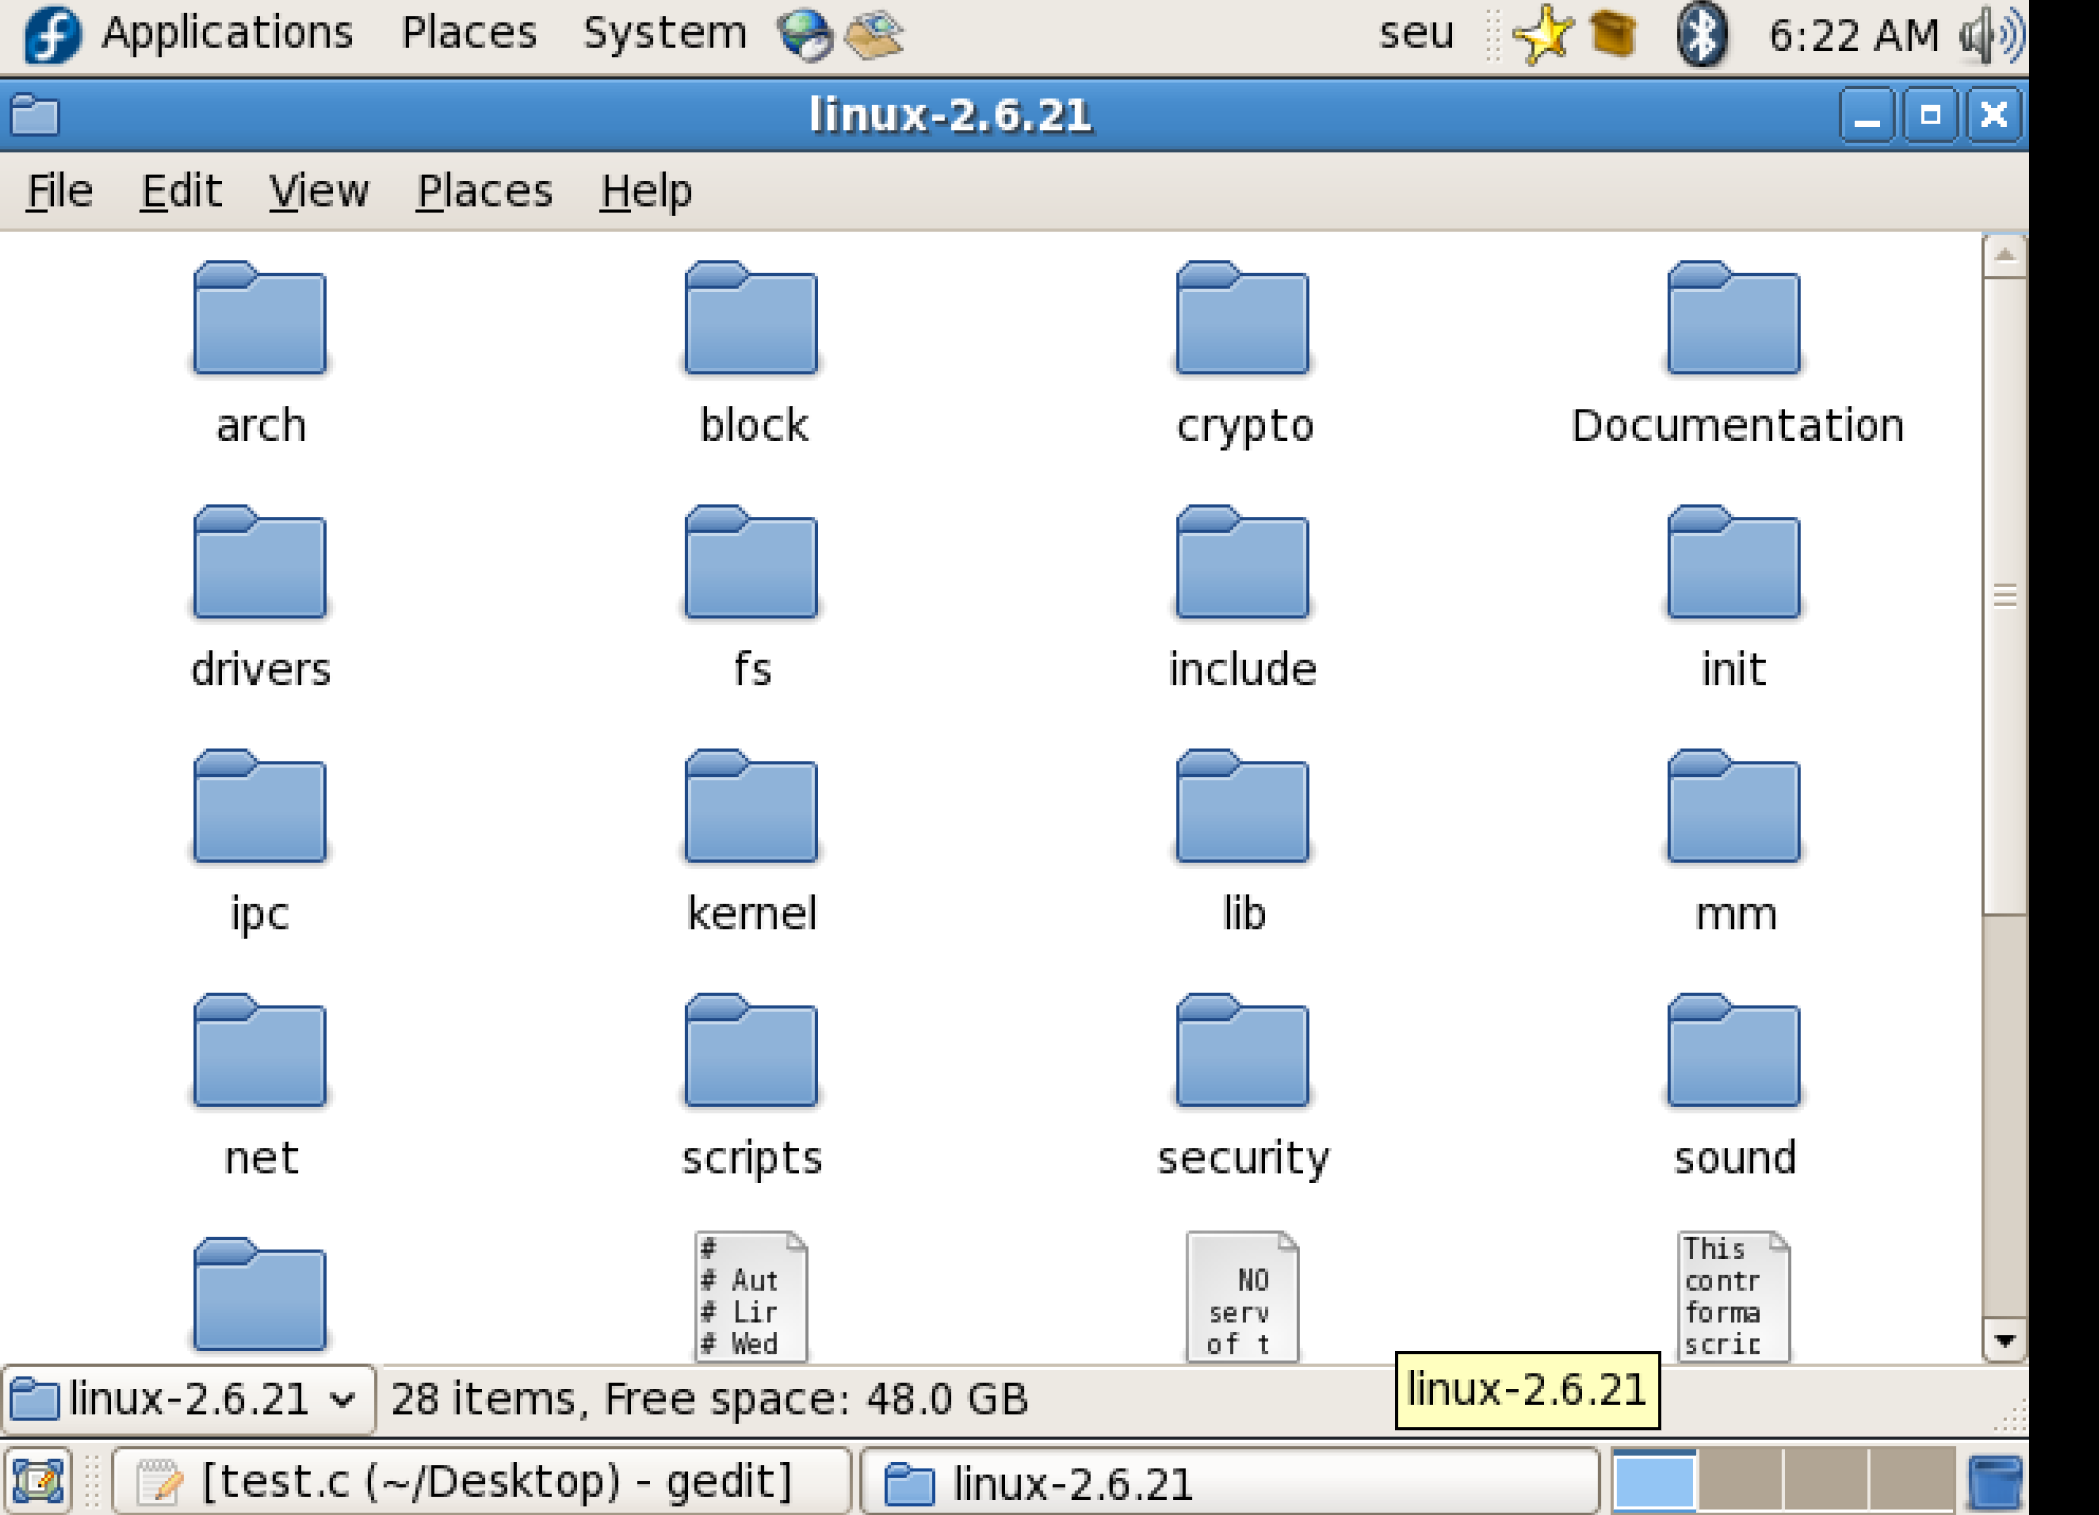 Applications Places System seu 6:22 AM
linux-2.6.21
File Edit View Places Help
arch block crypto Documentation
drivers fs include init
ipc kernel lib mm
net scripts security sound
#
# Aut
# Lir
# Wed
NO
serv
of t
This
contr
forma
scric
linux-2.6.21 28 items, Free space: 48.0 GB
linux-2.6.21
[test.c (~/Desktop) - gedit] linux-2.6.21